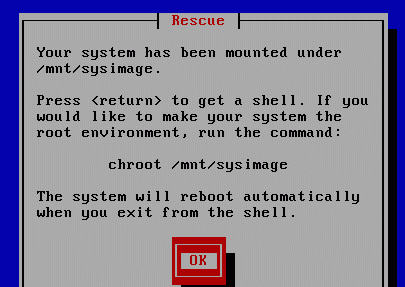 Rescue
Your system has been mounted under
/mnt/sysimage.
Press <return> to get a shell. If you
would like to make your system the
root environment, run the command:
chroot /mnt/sysimage
The system will reboot automatically
when you exit from the shell.
OK